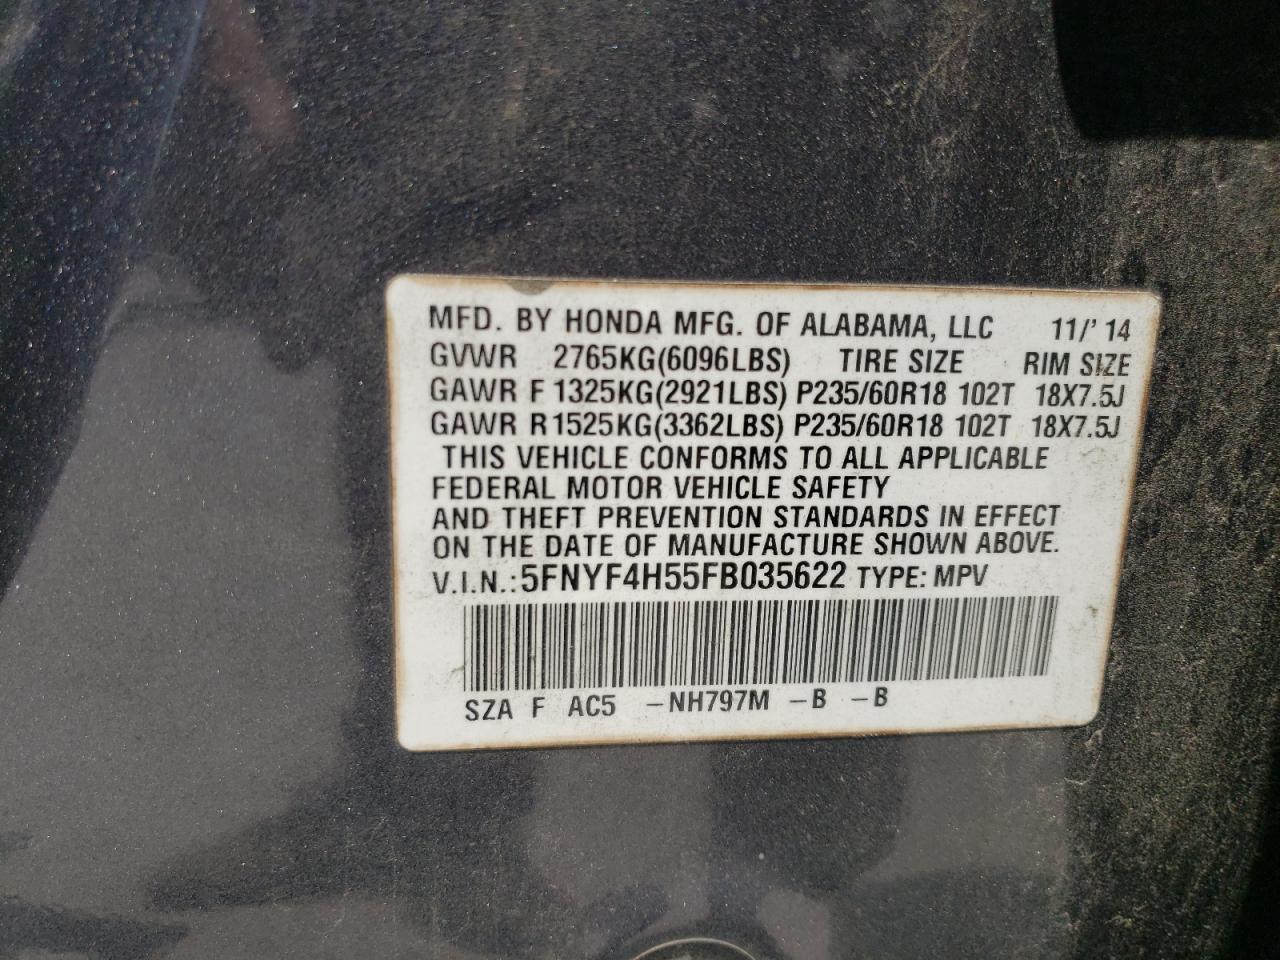 MFD. BY HONDA MFG. OF ALABAMA, LLC 11/'14
GVWR 2765KG(6096LBS) TIRE SIZE RIM SIZE
GAWR F 1325KG(2921LBS) P235/60R18 102T 18X7.5J
GAWR R 1525KG(3362LBS) P235/60R18 102T 18X7.5J
THIS VEHICLE CONFORMS TO ALL APPLICABLE
FEDERAL MOTOR VEHICLE SAFETY
AND THEFT PREVENTION STANDARDS IN EFFECT
ON THE DATE OF MANUFACTURE SHOWN ABOVE.
V.I.N.: 5FNYF4H55FB035622 TYPE: MPV
SZA F AC5 -NH797M -B -B